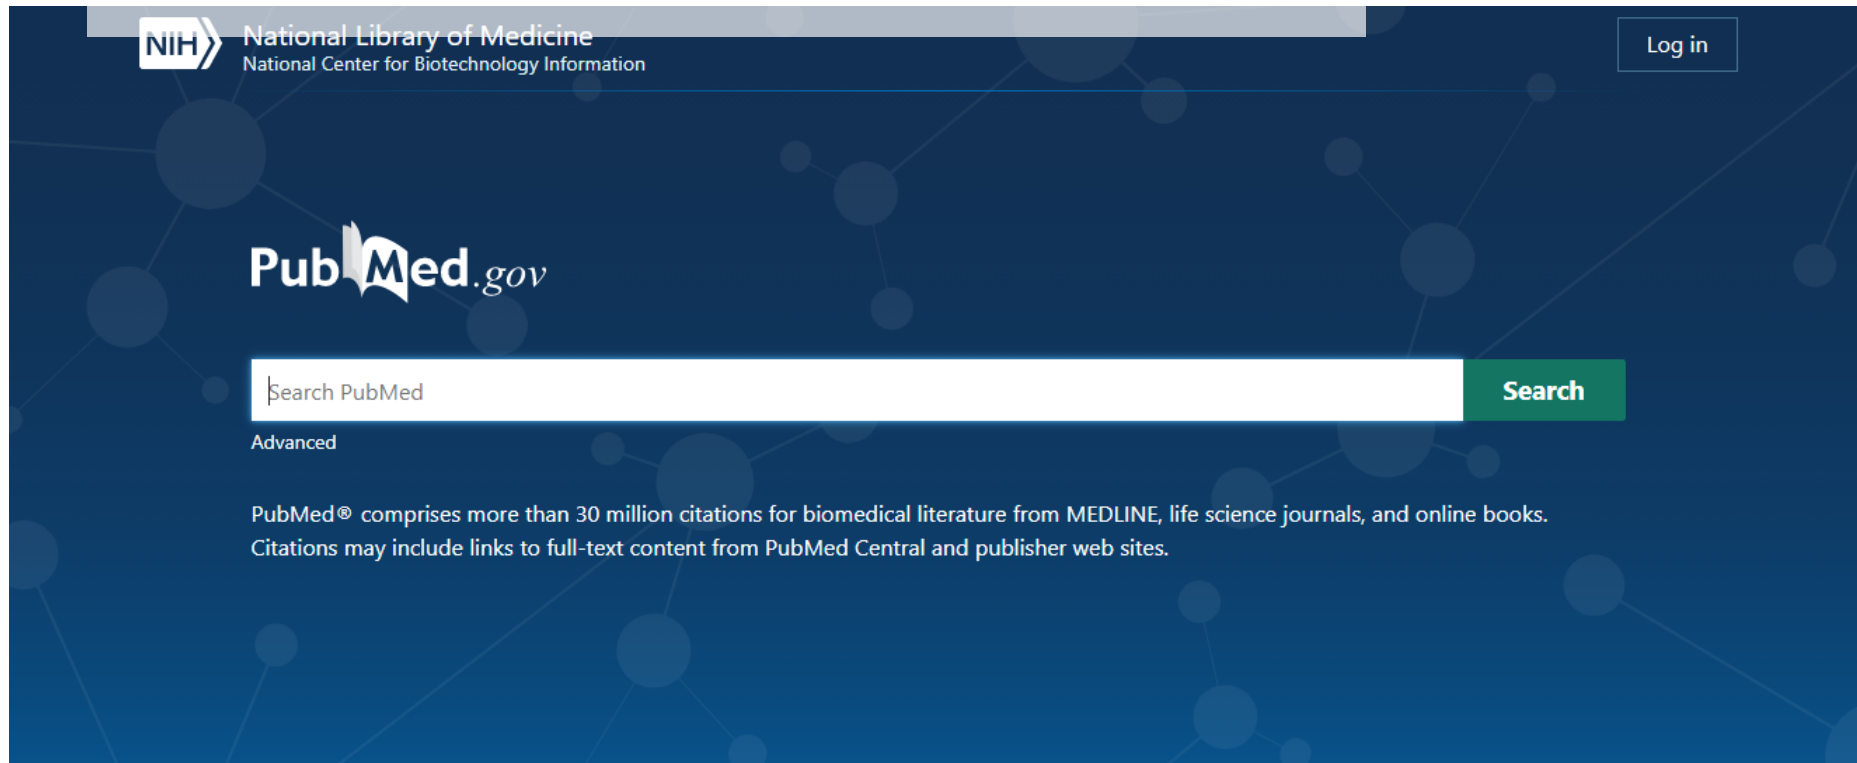 NIH National Library of Medicine
National Center for Biotechnology Information
Log in
PubMed.gov
Search PubMed
Search
Advanced
PubMed® comprises more than 30 million citations for biomedical literature from MEDLINE, life science journals, and online books.
Citations may include links to full-text content from PubMed Central and publisher web sites.